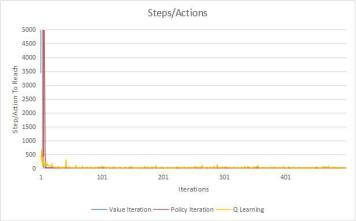 Steps/Actions
5000
4500
4000
3500
3000
2500
2000
1500
1000
500
0
Step/Action To Reach
1 101 201 301 401
Iterations
Value Iteration Policy Iteration Q Learning